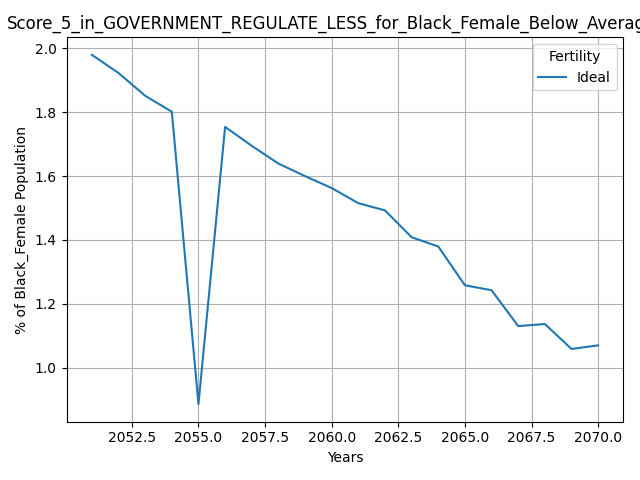 Score_5_in_GOVERNMENT_REGULATE_LESS_for_Black_Female_Below_Averag
Fertility
Ideal
% of Black_Female Population
2.0
1.8
1.6
1.4
1.2
1.0
2052.5 2055.0 2057.5 2060.0 2062.5 2065.0 2067.5 2070.0
Years